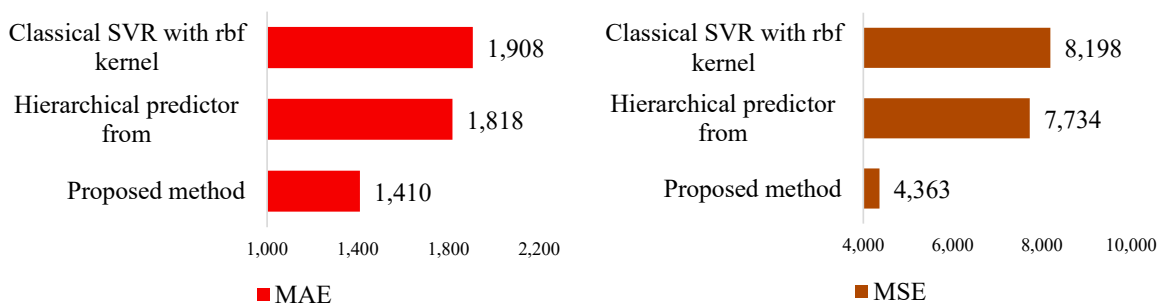 Classical SVR with rbf
kernel
1,908
Hierarchical predictor
from
1,818
Proposed method
1,410
1,000 1,400 1,800 2,200
MAE
Classical SVR with rbf
kernel
8,198
Hierarchical predictor
from
7,734
Proposed method
4,363
4,000 6,000 8,000 10,000
MSE